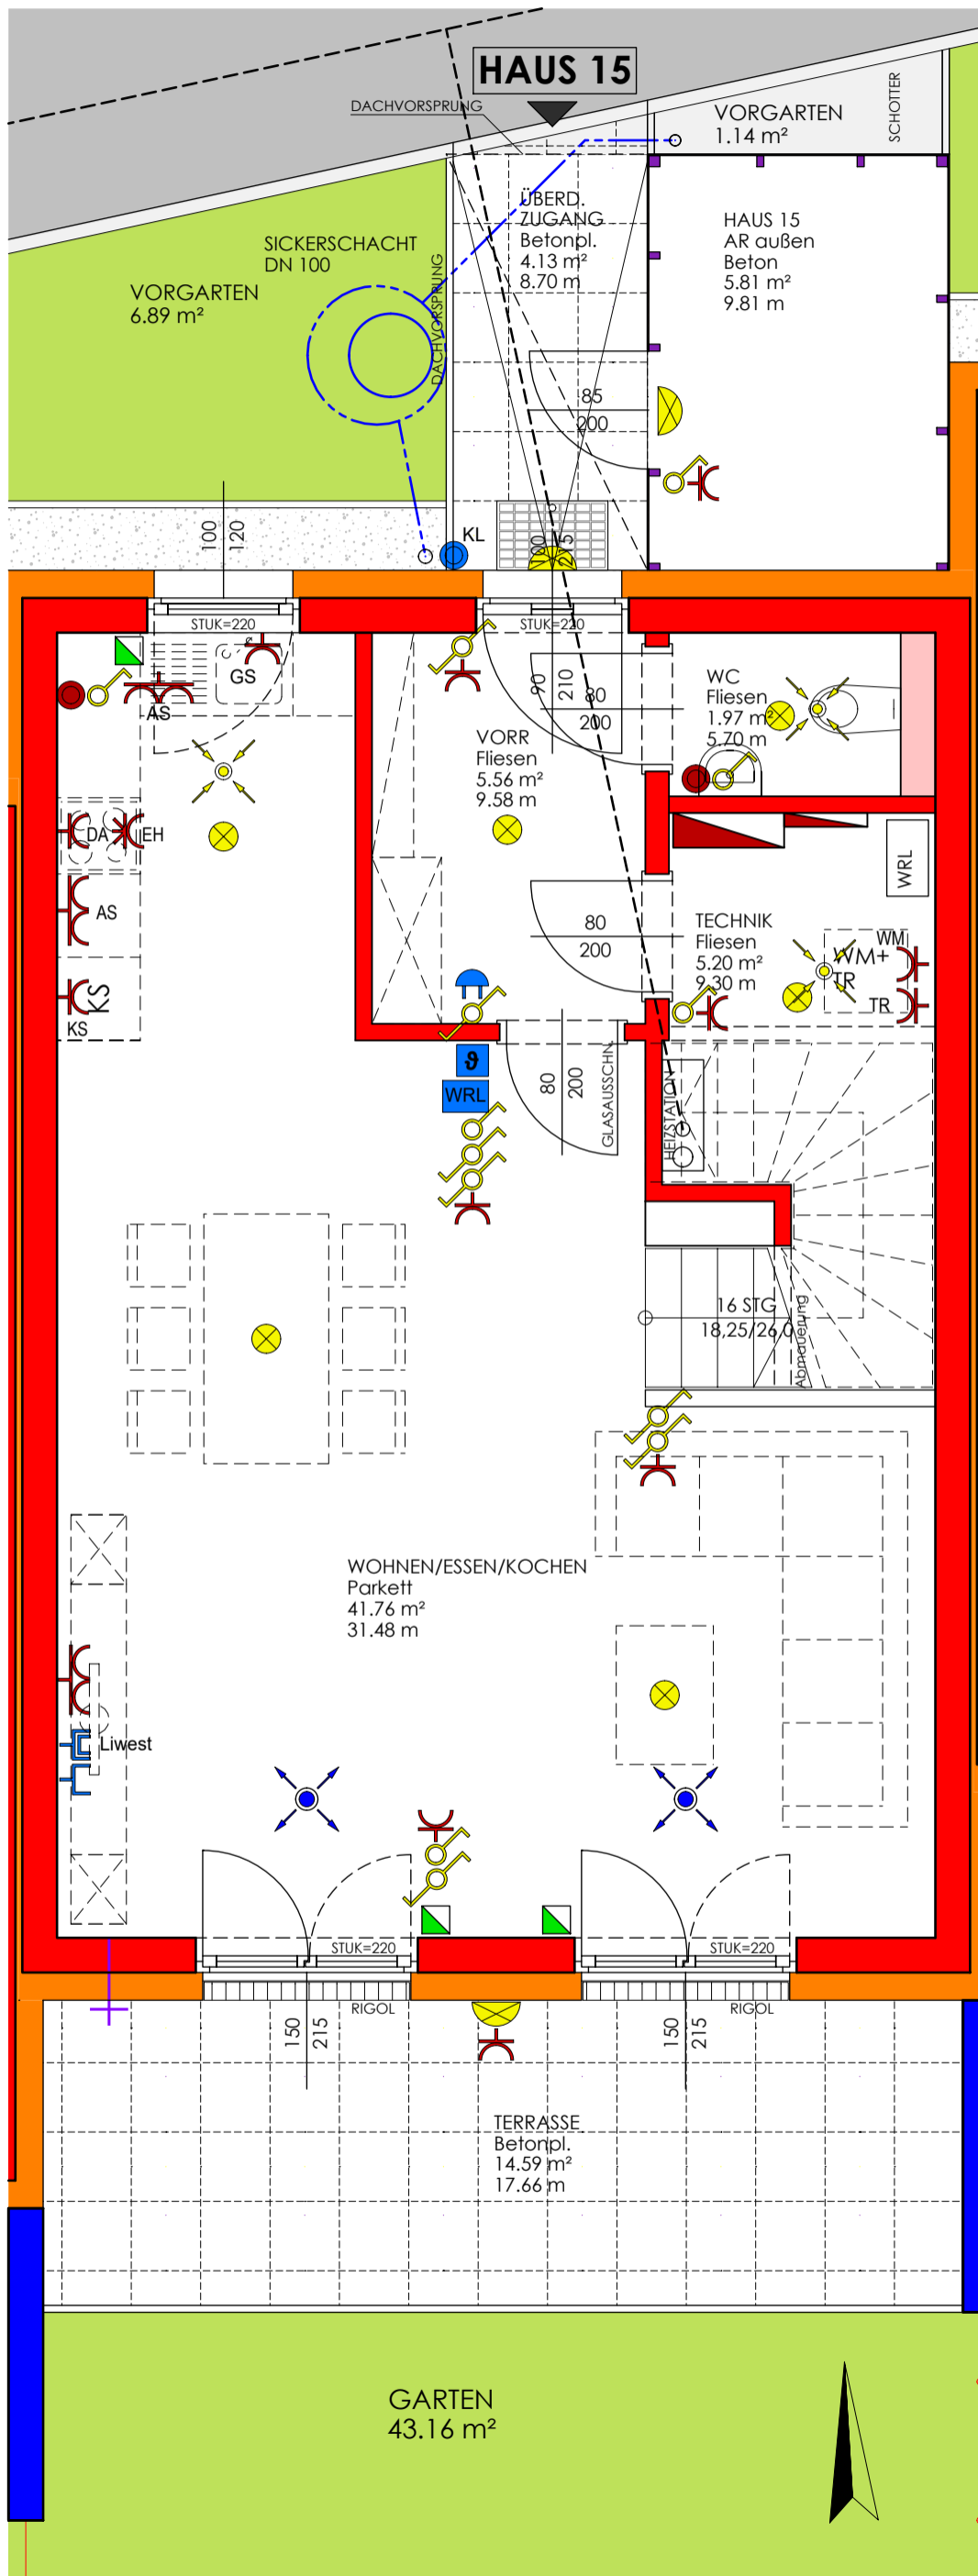 HAUS 15
DACHVORSPRUNG
VORGARTEN
1.14 m²
SCHOTTER
ÜBERD.
ZUGANG
Betonpl.
4.13 m²
8.70 m
HAUS 15
AR außen
Beton
5.81 m²
9.81 m
SICKERSCHACHT
DN 100
VORGARTEN
6.89 m²
DACHVORSPRUNG
85
200
100
120
KL
100
215
STUK=220
STUK=220
GS
AS
90
210
80
200
WC
Fliesen
1.97 m²
5.70 m
VORR
Fliesen
5.56 m²
9.58 m
DA
EH
AS
KS
KS
80
200
WRL
TECHNIK
Fliesen
5.20 m²
9.30 m
WM
WM+
TR
TR
ϑ
WRL
80
200
GLASAUSSCHN.
HEIZSTATION
16 STG
18,25/26,0
Abmauerung
WOHNEN/ESSEN/KOCHEN
Parkett
41.76 m²
31.48 m
Liwest
STUK=220
STUK=220
RIGOL
RIGOL
150
215
150
215
TERRASSE
Betonpl.
14.59 m²
17.66 m
GARTEN
43.16 m²